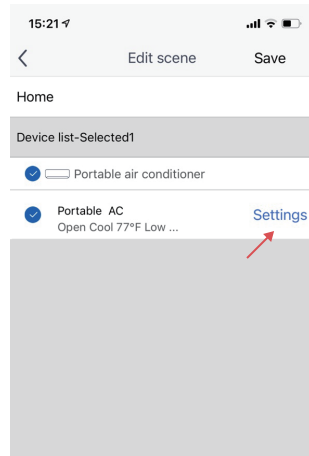 15:21
Edit scene Save
Home
Device list-Selected1
Portable air conditioner
Portable AC
Settings
Open Cool 77°F Low ...